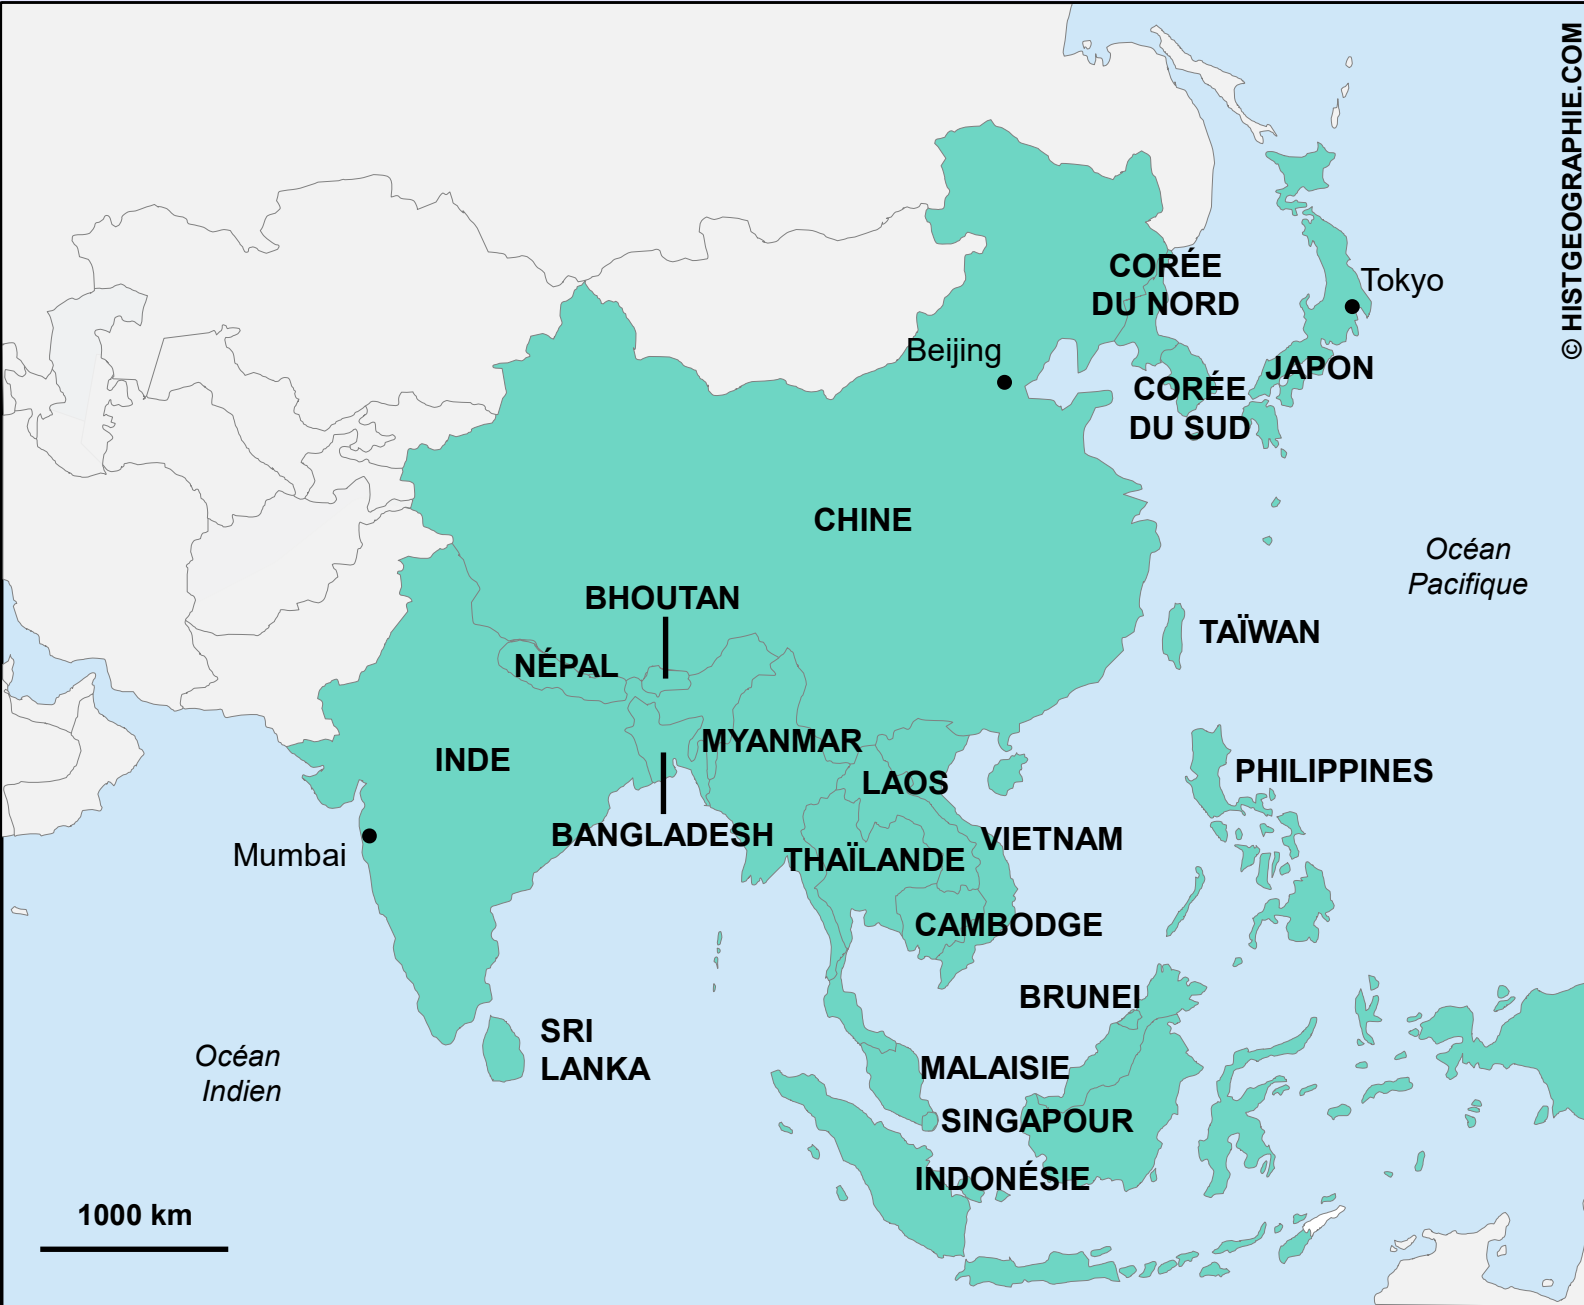 © HISTGEOGRAPHIE.COM
CORÉE
DU NORD
Tokyo
Beijing
JAPON
CORÉE
DU SUD
CHINE
Océan
Pacifique
BHOUTAN
TAÏWAN
NÉPAL
MYANMAR
INDE
PHILIPPINES
LAOS
BANGLADESH
VIETNAM
Mumbai
THAÏLANDE
CAMBODGE
BRUNEI
SRI
LANKA
Océan
Indien
MALAISIE
SINGAPOUR
INDONÉSIE
1000 km